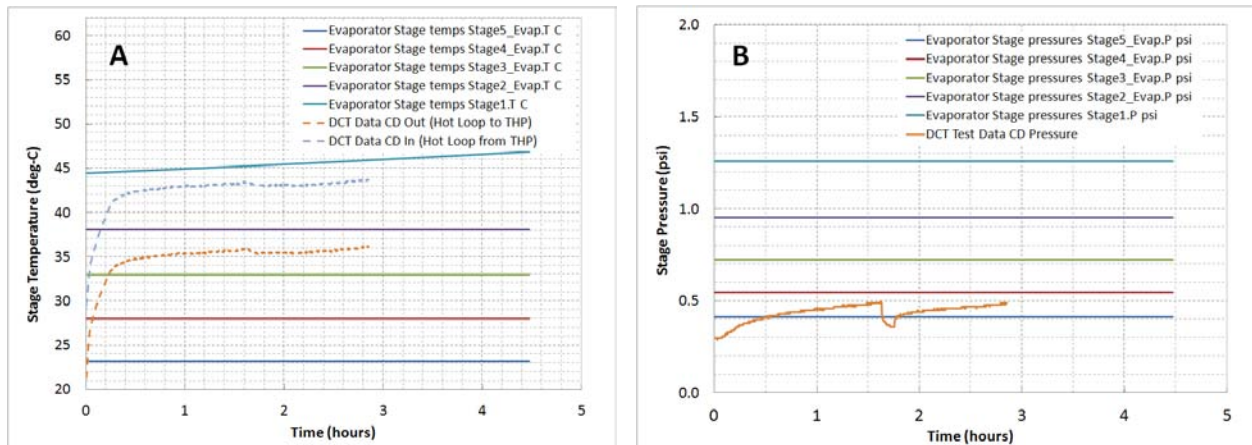 A
Evaporator Stage temps Stage5_Evap.T C
Evaporator Stage temps Stage4_Evap.T C
Evaporator Stage temps Stage3_Evap.T C
Evaporator Stage temps Stage2_Evap.T C
Evaporator Stage temps Stage1.T C
DCT Data CD Out (Hot Loop to THP)
DCT Data CD In (Hot Loop from THP)
Stage Temperature (deg-C)
60
55
50
45
40
35
30
25
20
0
1
2
3
4
5
Time (hours)
B
Evaporator Stage pressures Stage5_Evap.P psi
Evaporator Stage pressures Stage4_Evap.P psi
Evaporator Stage pressures Stage3_Evap.P psi
Evaporator Stage pressures Stage2_Evap.P psi
Evaporator Stage pressures Stage1.P psi
DCT Test Data CD Pressure
Stage Pressure (psi)
2.0
1.5
1.0
0.5
0.0
0
1
2
3
4
5
Time (hours)